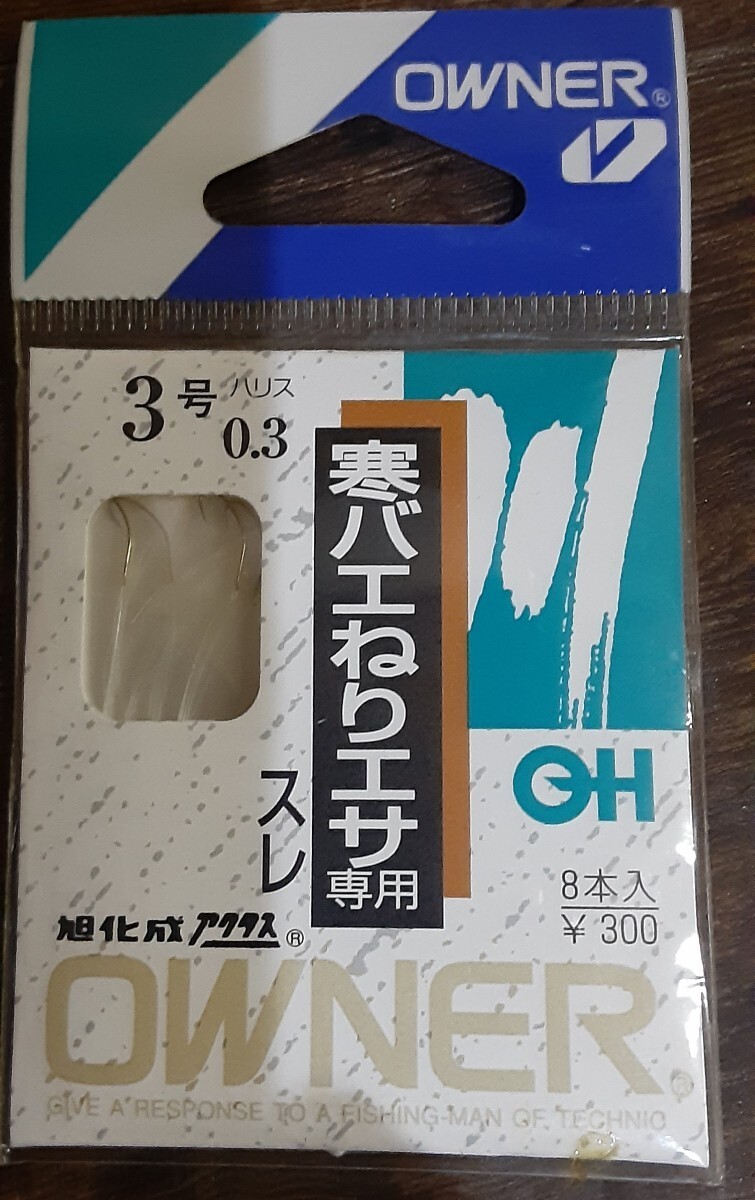 OWNER®
3号 ハリス
0.3
寒バエねりエサ専用
スレ
OH
8本入
¥300
旭化成アクタス®
OWNER®
GIVE A RESPONSE TO A FISHING-MAN OF TECHNIC